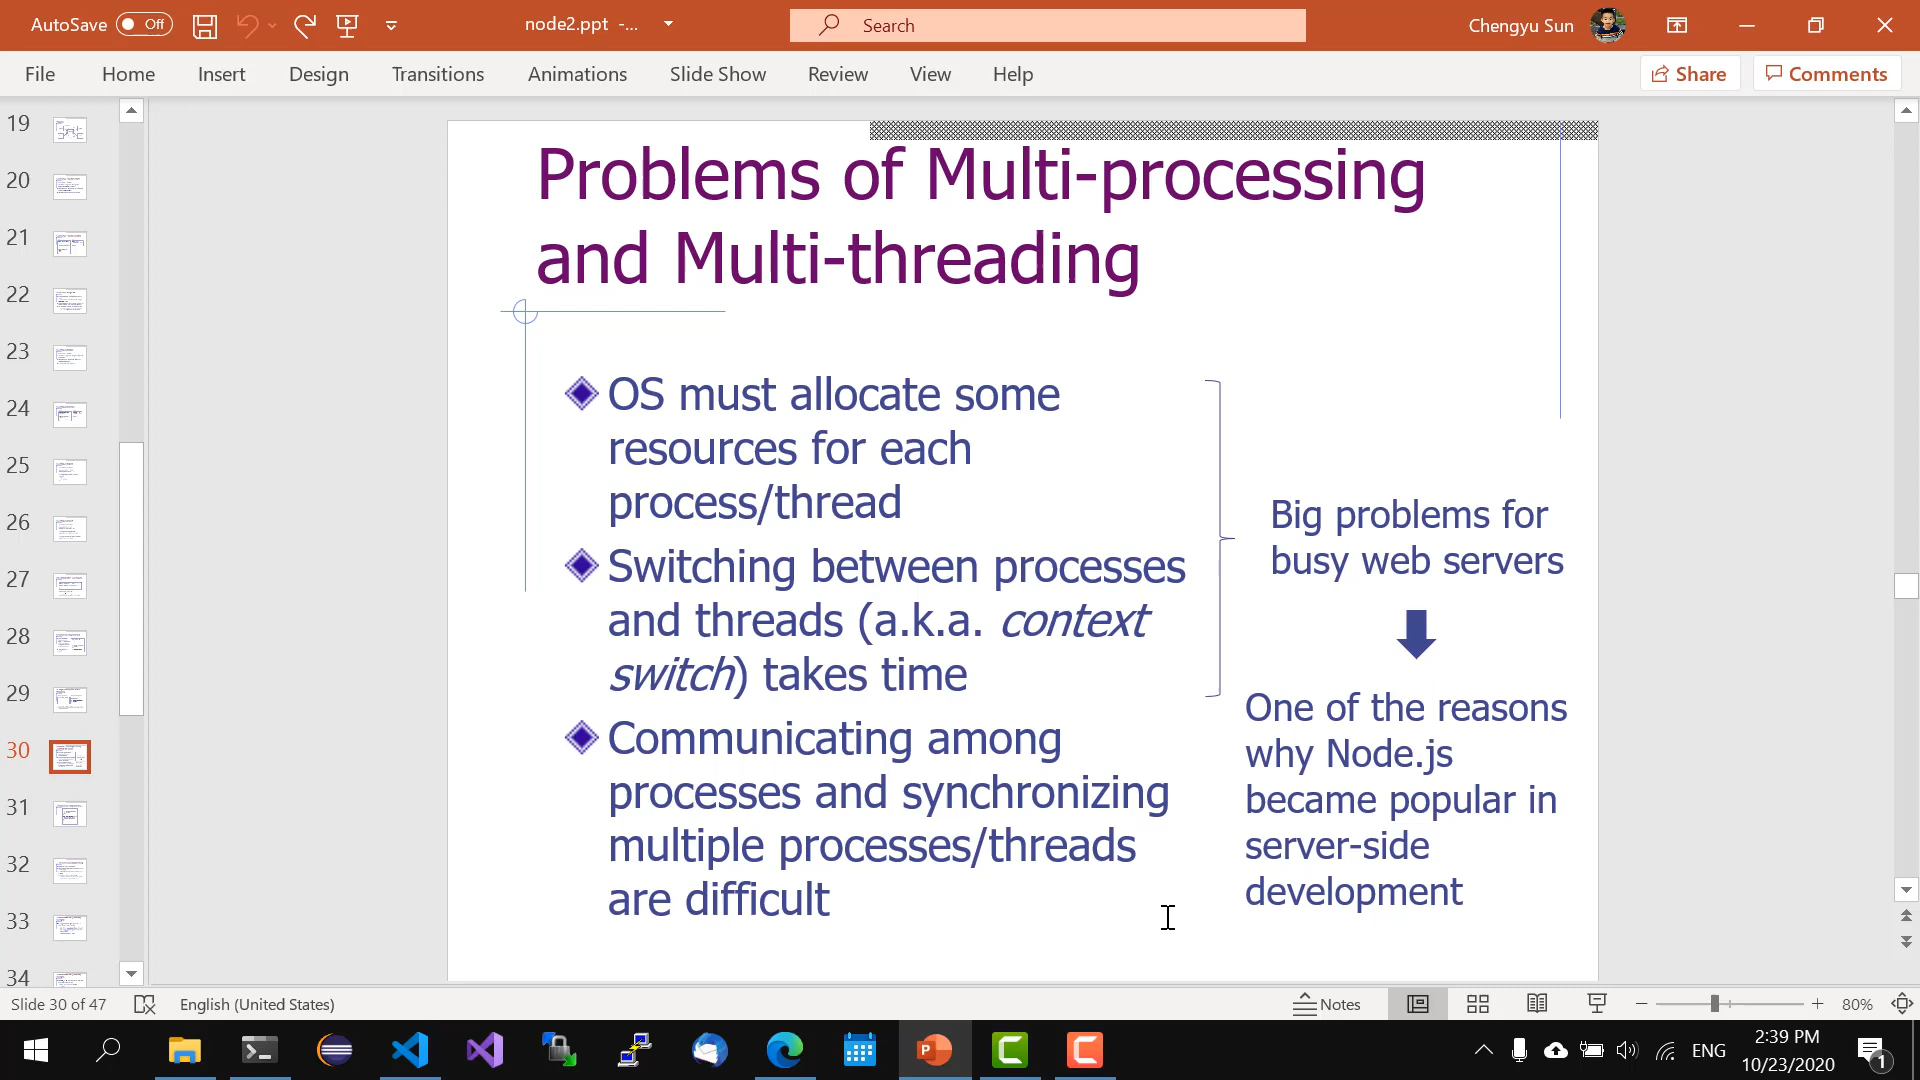 AutoSave Off
node2.ppt -...
Search
Chengyu Sun
File Home Insert Design Transitions Animations Slide Show Review View Help
Share Comments
19
20
21
22
23
24
25
26
27
28
29
30
31
32
33
34
Problems of Multi-processing
and Multi-threading
OS must allocate some
resources for each
process/thread
Switching between processes
and threads (a.k.a. context
switch) takes time
Communicating among
processes and synchronizing
multiple processes/threads
are difficult
Big problems for
busy web servers
One of the reasons
why Node.js
became popular in
server-side
development
Slide 30 of 47 English (United States) Notes 80%
ENG
2:39 PM
10/23/2020
1